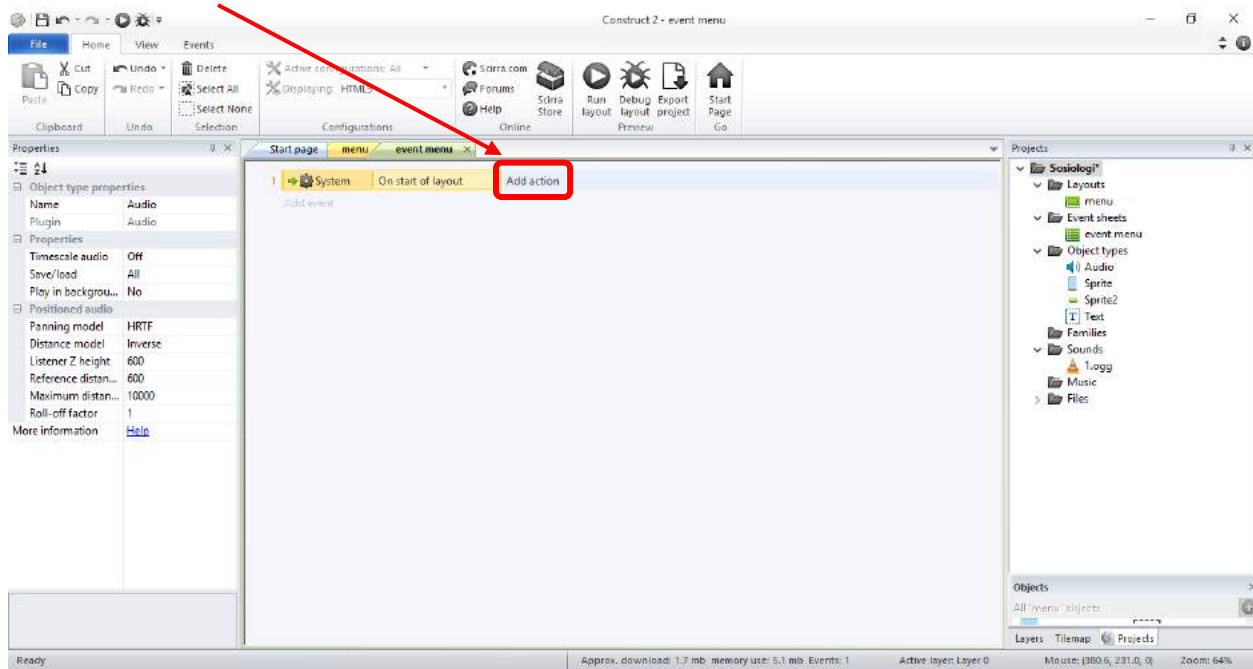 Construct 2 - event menu
File Home View Events
Paste
Cut
Copy
Clipboard
Undo
Redo
Undo
Delete
Select All
Select None
Selection
Active configurations: All
Displaying: HTML5
Configurations
Scirra.com
Forums
Help
Scirra Store
Online
Run layout
Debug layout
Export project
Preview
Start Page
Go
Properties
Object type properties
Name Audio
Plugin Audio
Properties
Timescale audio Off
Save/load All
Play in backgrou... No
Positioned audio
Panning model HRTF
Distance model Inverse
Listener Z height 600
Reference distan... 600
Maximum distan... 10000
Roll-off factor 1
More information Help
Start page menu event menu
1 System On start of layout Add action
Add event
Projects
Sosiologi*
Layouts
menu
Event sheets
event menu
Object types
Audio
Sprite
Sprite2
Text
Families
Sounds
1.ogg
Music
Files
Objects
All 'menu' objects
Layers Tilemap Projects
Ready
Approx. download: 1.7 mb memory use: 5.1 mb Events: 1
Active layer: Layer 0
Mouse: (380.6, 231.0, 0)
Zoom: 64%